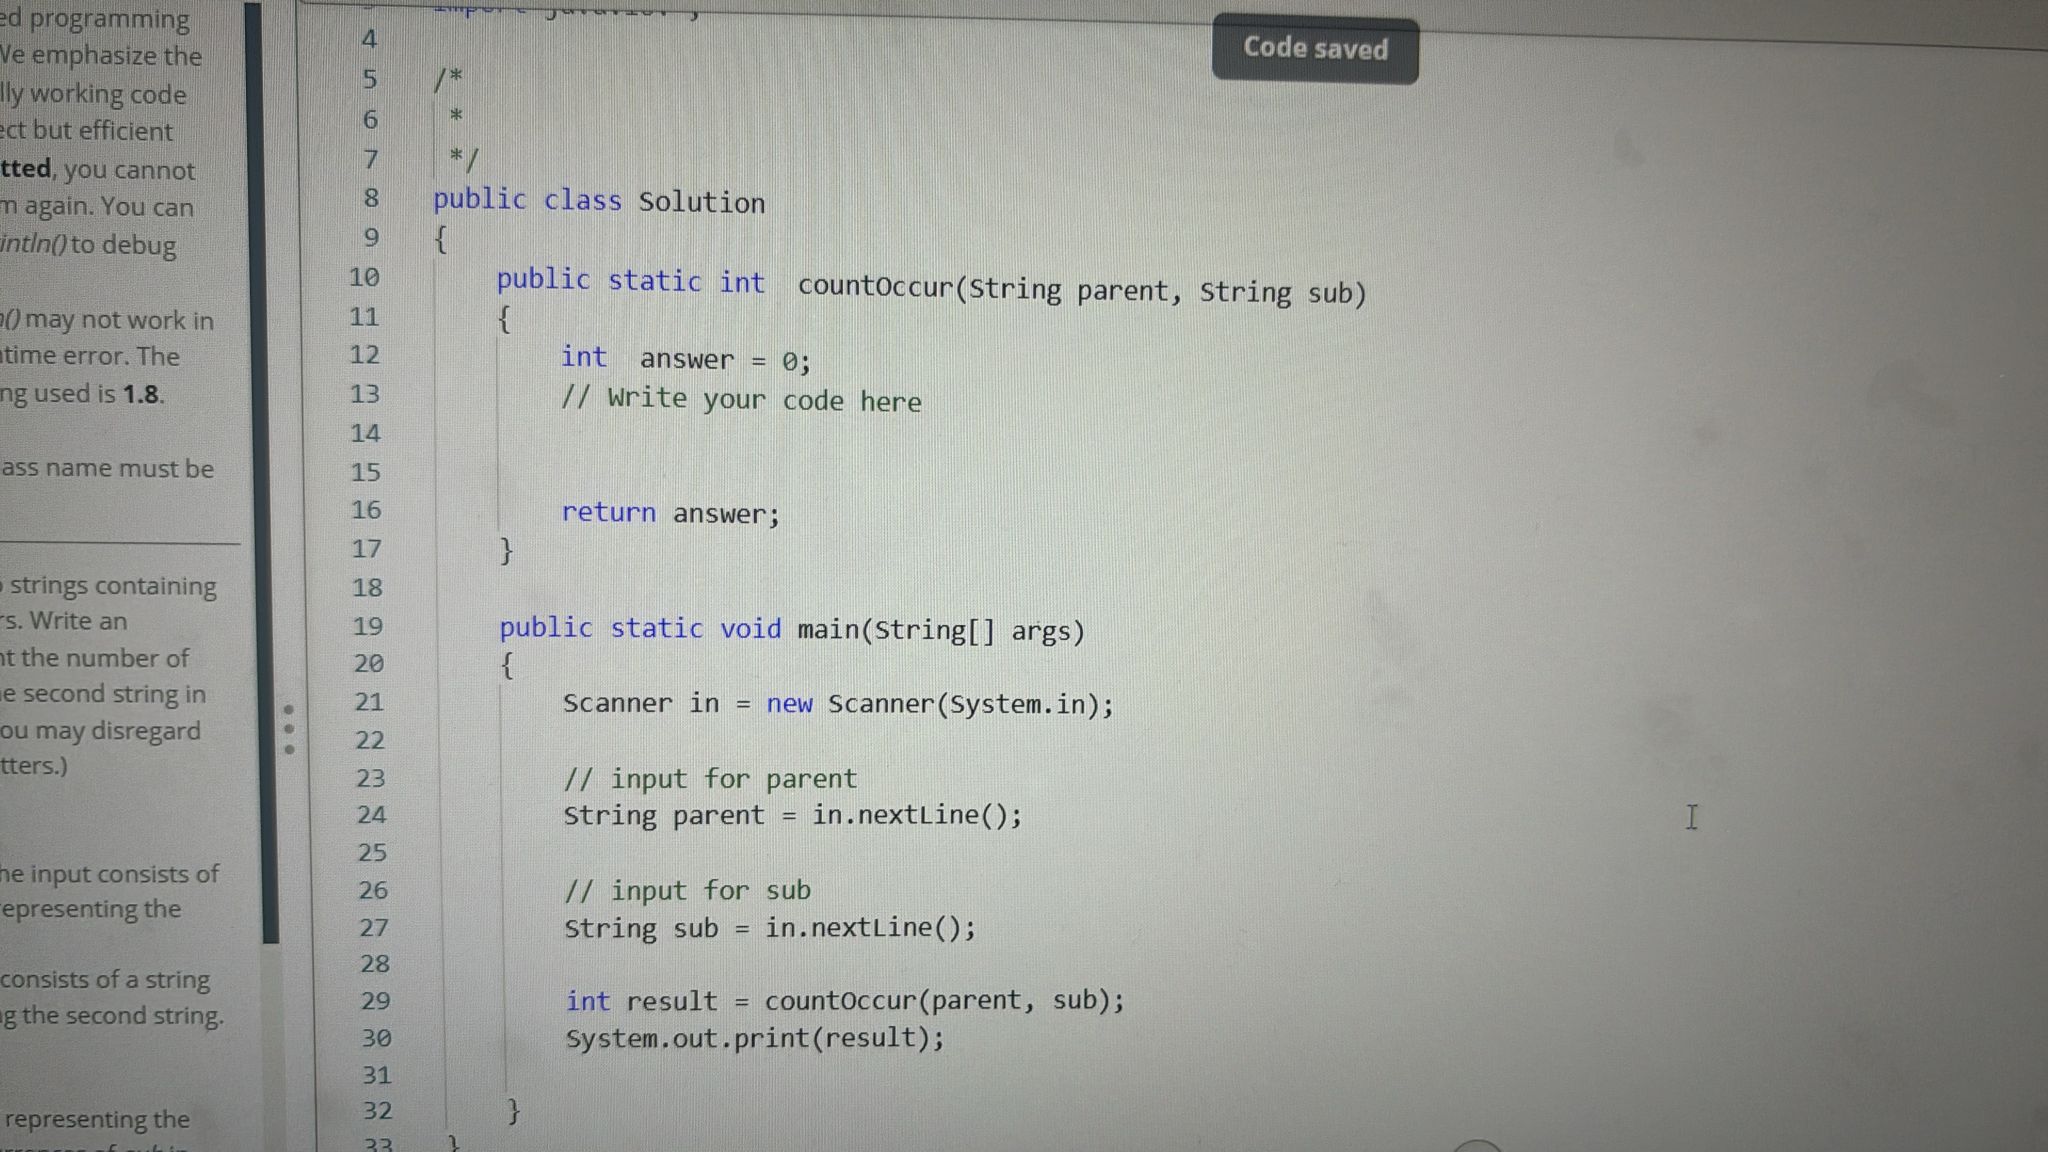 ed programming
We emphasize the
lly working code
ect but efficient
tted, you cannot
m again. You can
intln() to debug
n() may not work in
ntime error. The
ng used is 1.8.
ass name must be
o strings containing
rs. Write an
nt the number of
he second string in
ou may disregard
tters.)
he input consists of
representing the
consists of a string
ng the second string.
representing the
Code saved
4
5 /*
6 *
7 */
8 public class Solution
9 {
10 public static int countOccur(String parent, String sub)
11 {
12 int answer = 0;
13 // Write your code here
14
15
16 return answer;
17 }
18
19 public static void main(String[] args)
20 {
21 Scanner in = new Scanner(System.in);
22
23 // input for parent
24 String parent = in.nextLine();
25
26 // input for sub
27 String sub = in.nextLine();
28
29 int result = countOccur(parent, sub);
30 System.out.print(result);
31
32 }
33 }